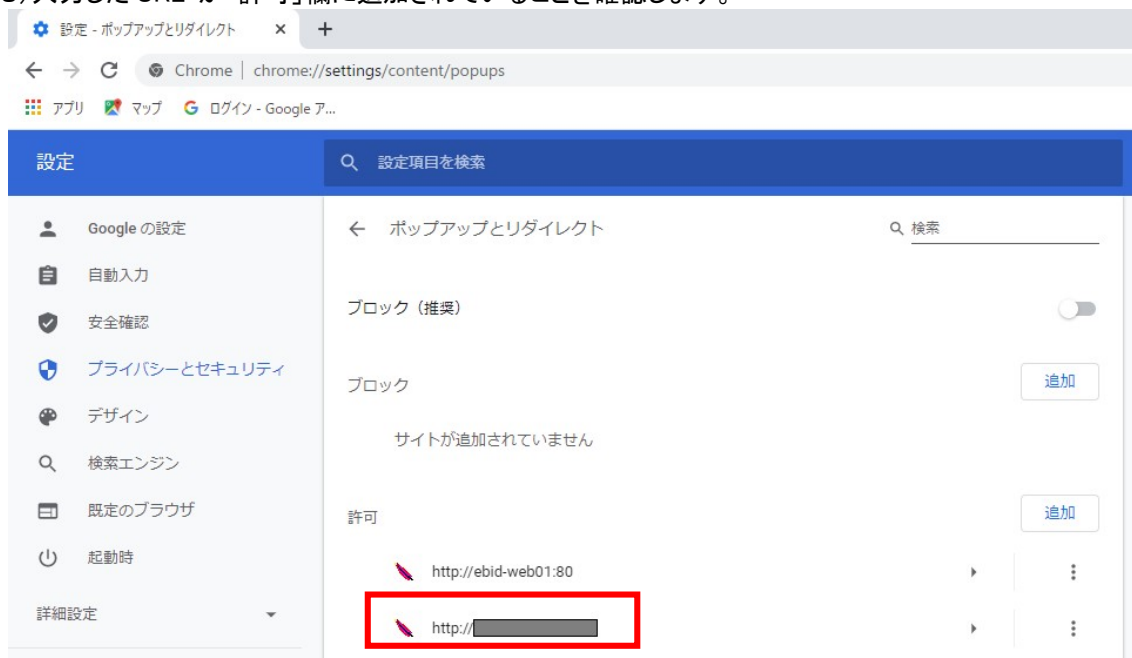 入力した URL が「許可」欄に追加されていることを確認します。
設定 - ポップアップとリダイレクト
Chrome | chrome://settings/content/popups
アプリ マップ G ログイン - Google ア...
設定
設定項目を検索
Google の設定
自動入力
安全確認
プライバシーとセキュリティ
デザイン
検索エンジン
既定のブラウザ
起動時
詳細設定
ポップアップとリダイレクト
検索
ブロック（推奨）
ブロック
追加
サイトが追加されていません
許可
追加
http://ebid-web01:80
http://